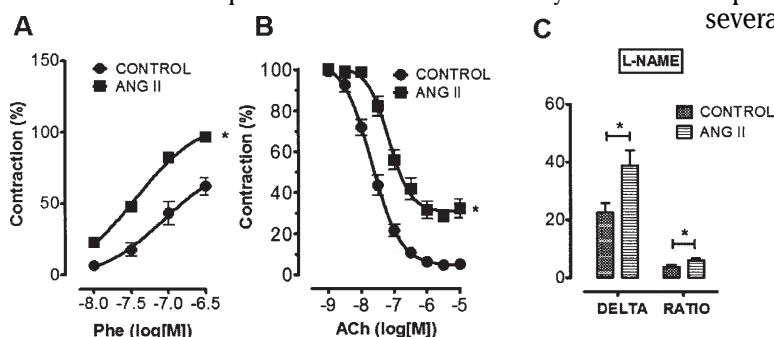 severa
A
B
C
CONTROL
ANG II
Contraction (%)
150
100
50
0
-8.0 -7.5 -7.0 -6.5
Phe (log[M])
*
CONTROL
ANG II
Contraction (%)
100
80
60
40
20
0
-9 -8 -7 -6 -5
ACh (log[M])
*
L-NAME
CONTROL
ANG II
60
40
20
0
*
*
DELTA RATIO